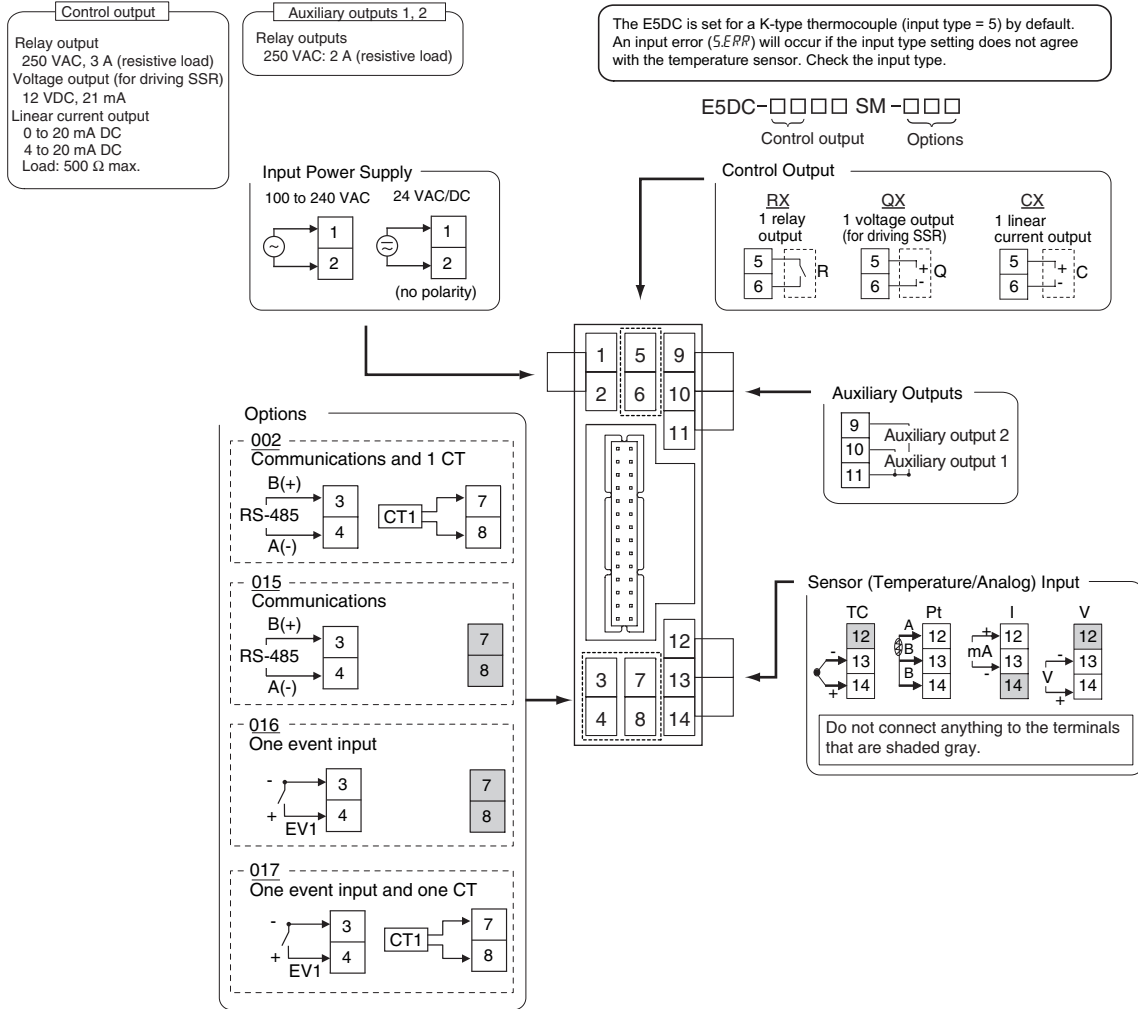 Control output
Relay output
250 VAC, 3 A (resistive load)
Voltage output (for driving SSR)
12 VDC, 21 mA
Linear current output
0 to 20 mA DC
4 to 20 mA DC
Load: 500 Ω max.
Auxiliary outputs 1, 2
Relay outputs
250 VAC: 2 A (resistive load)
The E5DC is set for a K-type thermocouple (input type = 5) by default.
An input error (S.ERR) will occur if the input type setting does not agree
with the temperature sensor. Check the input type.
E5DC-□□□□ SM -□□□
Control output
Options
Input Power Supply
100 to 240 VAC
24 VAC/DC
~
1
2
1
2
(no polarity)
Control Output
RX
1 relay
output
5
6
R
QX
1 voltage output
(for driving SSR)
5
6
+
-
Q
CX
1 linear
current output
5
6
+
-
C
1
5
9
2
6
10
11
12
3
7
13
4
8
14
Auxiliary Outputs
9
10
11
Auxiliary output 2
Auxiliary output 1
Options
002
Communications and 1 CT
B(+)
RS-485
A(-)
3
4
CT1
7
8
015
Communications
B(+)
RS-485
A(-)
3
4
7
8
016
One event input
-
+
EV1
3
4
7
8
017
One event input and one CT
-
+
EV1
3
4
CT1
7
8
Sensor (Temperature/Analog) Input
TC
12
13
14
-
+
Pt
A
B
B
12
13
14
I
+
mA
-
12
13
14
V
-
V
+
12
13
14
Do not connect anything to the terminals
that are shaded gray.